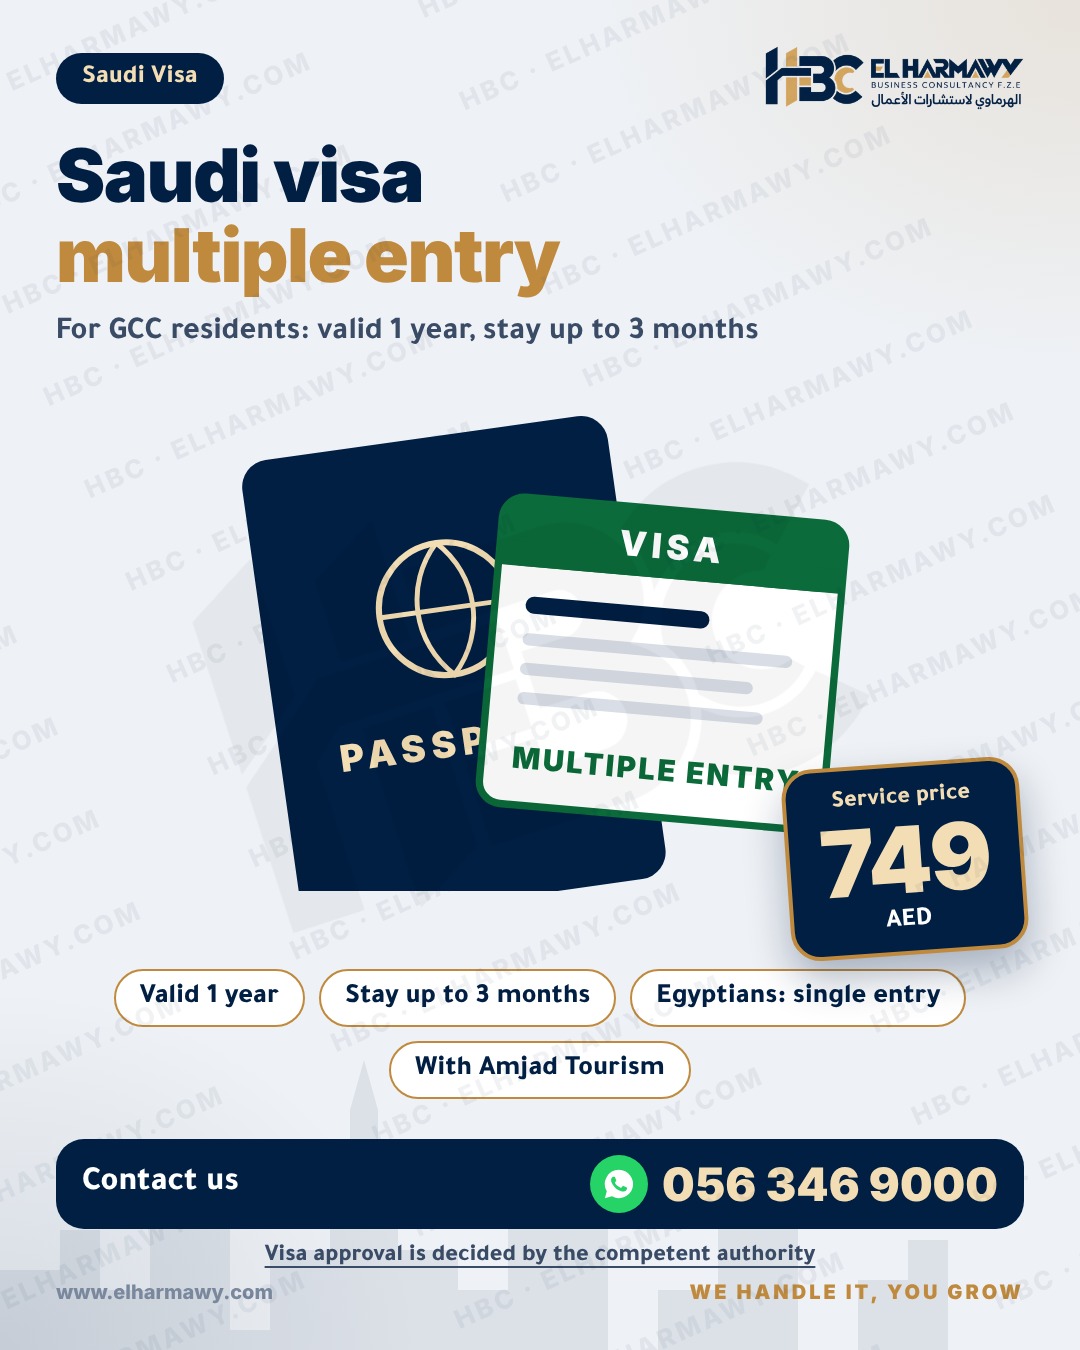 Saudi Visa
HBC
EL HARMAWY
BUSINESS CONSULTANCY F.Z.E
الهرماوي لاستشارات الأعمال
Saudi visa
multiple entry
For GCC residents: valid 1 year, stay up to 3 months
VISA
PASSP
MULTIPLE ENTRY
Service price
749
AED
Valid 1 year
Stay up to 3 months
Egyptians: single entry
With Amjad Tourism
Contact us
056 346 9000
Visa approval is decided by the competent authority
www.elharmawy.com
WE HANDLE IT, YOU GROW
HBC · ELHARMAWY.COM